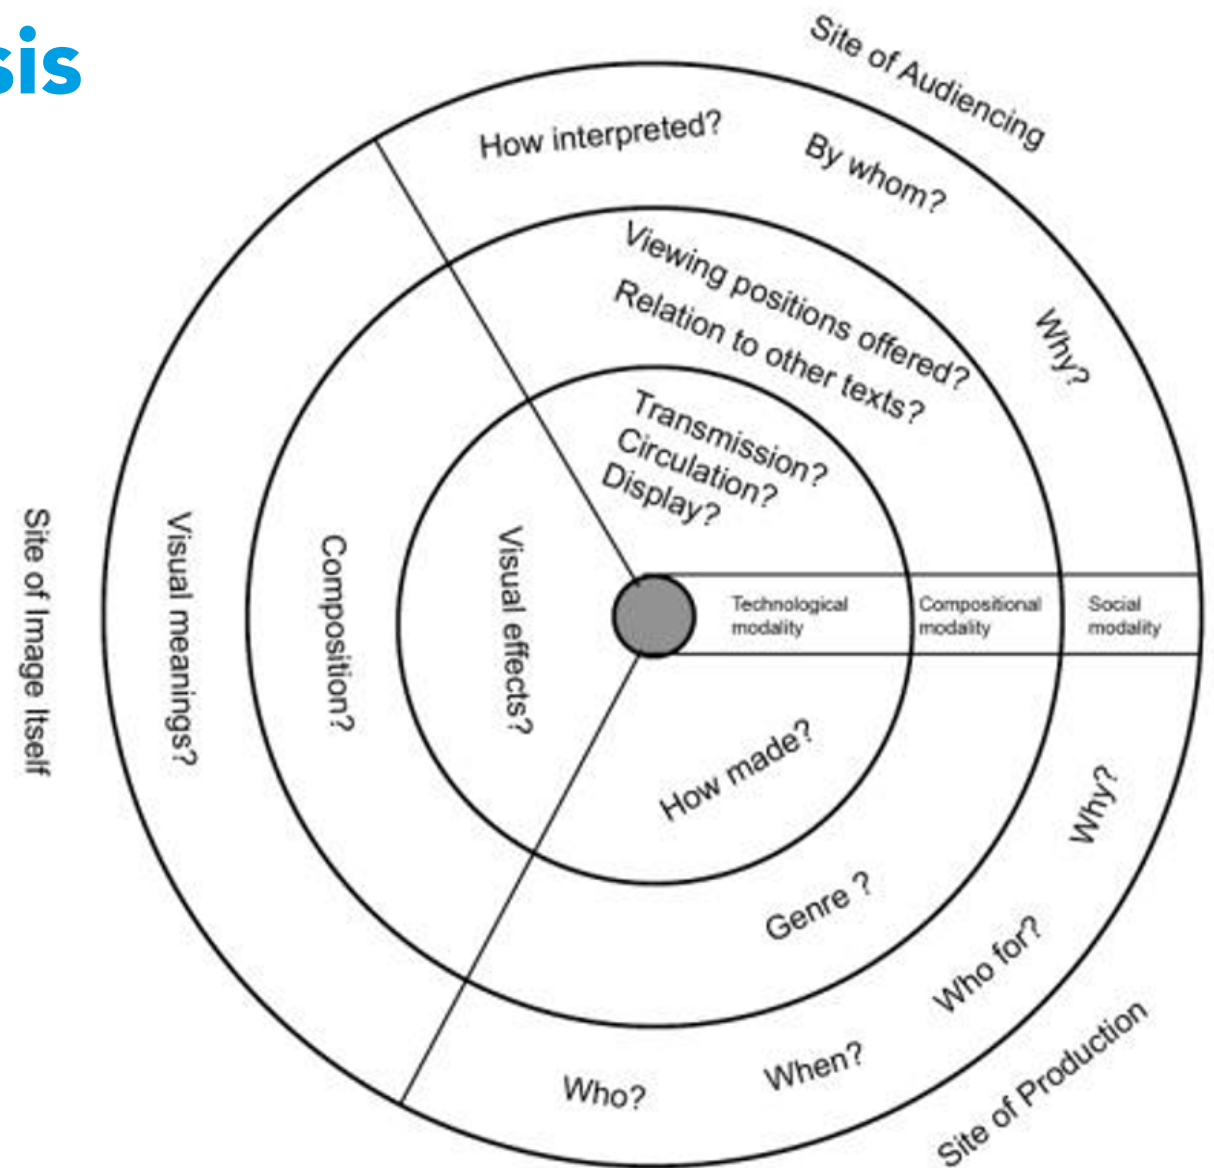 sis
Site of Audiencing
How interpreted?
By whom?
Why?
Viewing positions offered?
Relation to other texts?
Transmission?
Circulation?
Display?
Site of Image Itself
Visual meanings?
Composition?
Visual effects?
Technological
modality
Compositional
modality
Social
modality
How made?
Genre ?
Why?
Who for?
When?
Who?
Site of Production